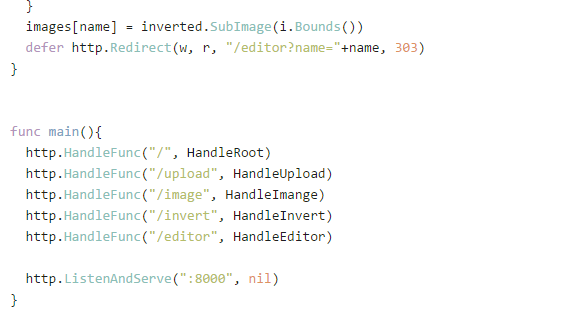 }
  images[name] = inverted.SubImage(i.Bounds())
  defer http.Redirect(w, r, "/editor?name="+name, 303)
}
func main(){
  http.HandleFunc("/", HandleRoot)
  http.HandleFunc("/upload", HandleUpload)
  http.HandleFunc("/image", HandleImange)
  http.HandleFunc("/invert", HandleInvert)
  http.HandleFunc("/editor", HandleEditor)
  http.ListenAndServe(":8000", nil)
}